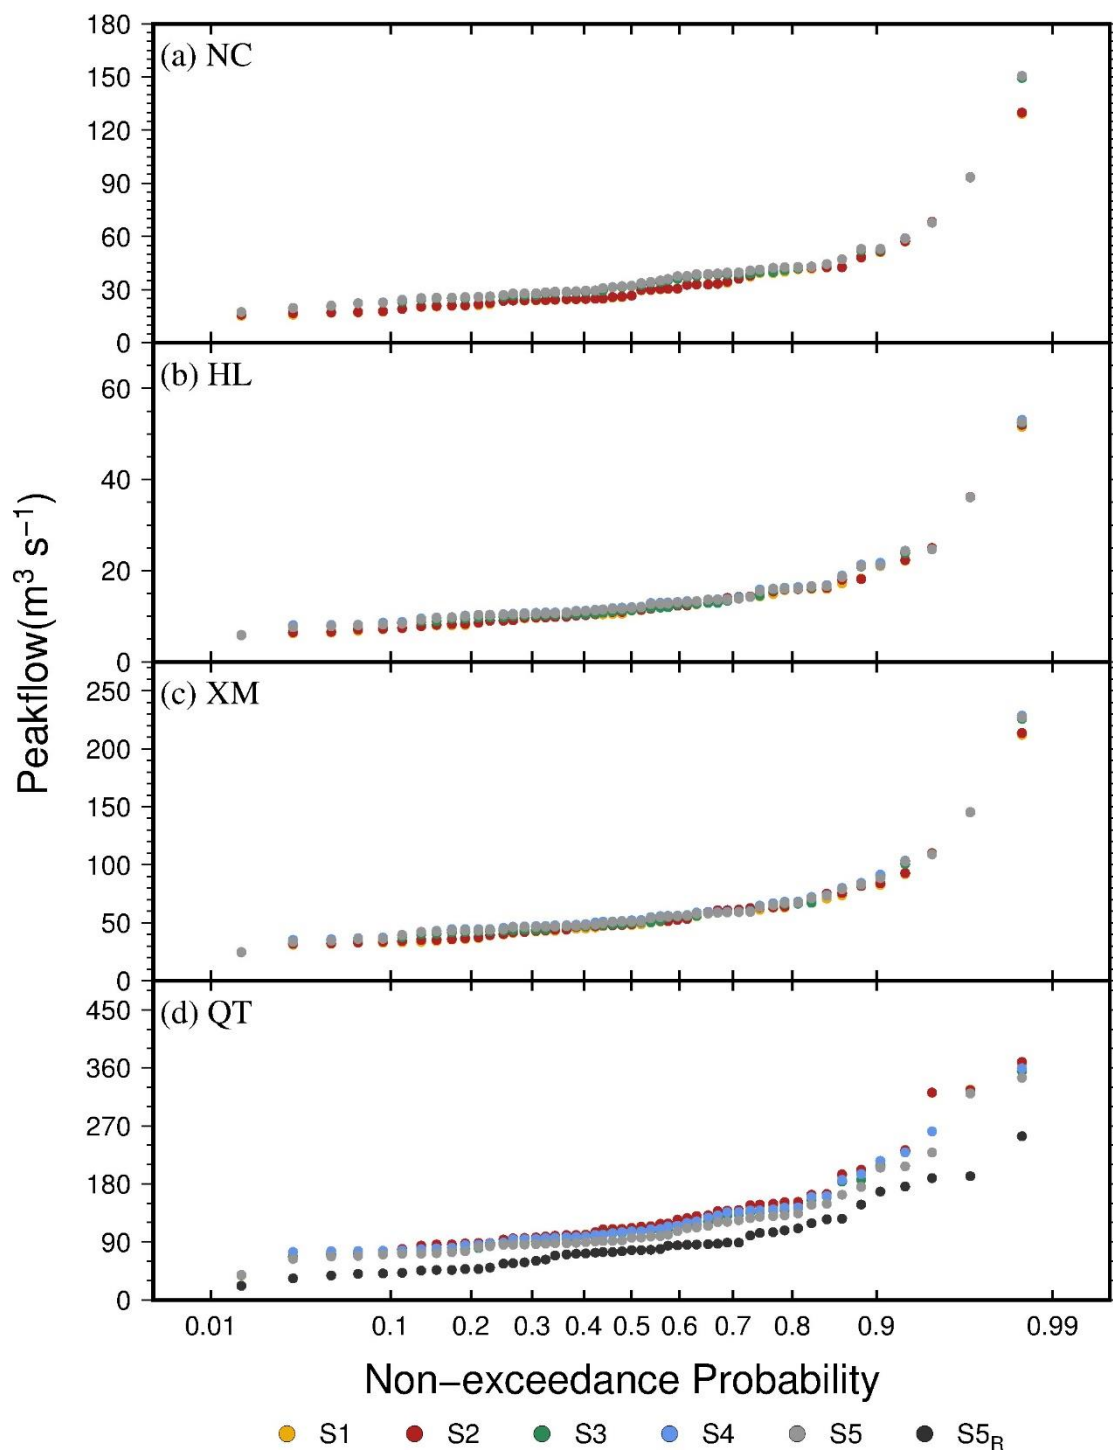 180
(a) NC
150
120
90
60
30
0
(b) HL
60
40
20
0
(c) XM
250
200
150
100
50
0
(d) QT
450
360
270
180
90
0
Peakflow(m³ s⁻¹)
0.01 0.1 0.2 0.3 0.4 0.5 0.6 0.7 0.8 0.9 0.99
Non−exceedance Probability
S1 S2 S3 S4 S5 S5R